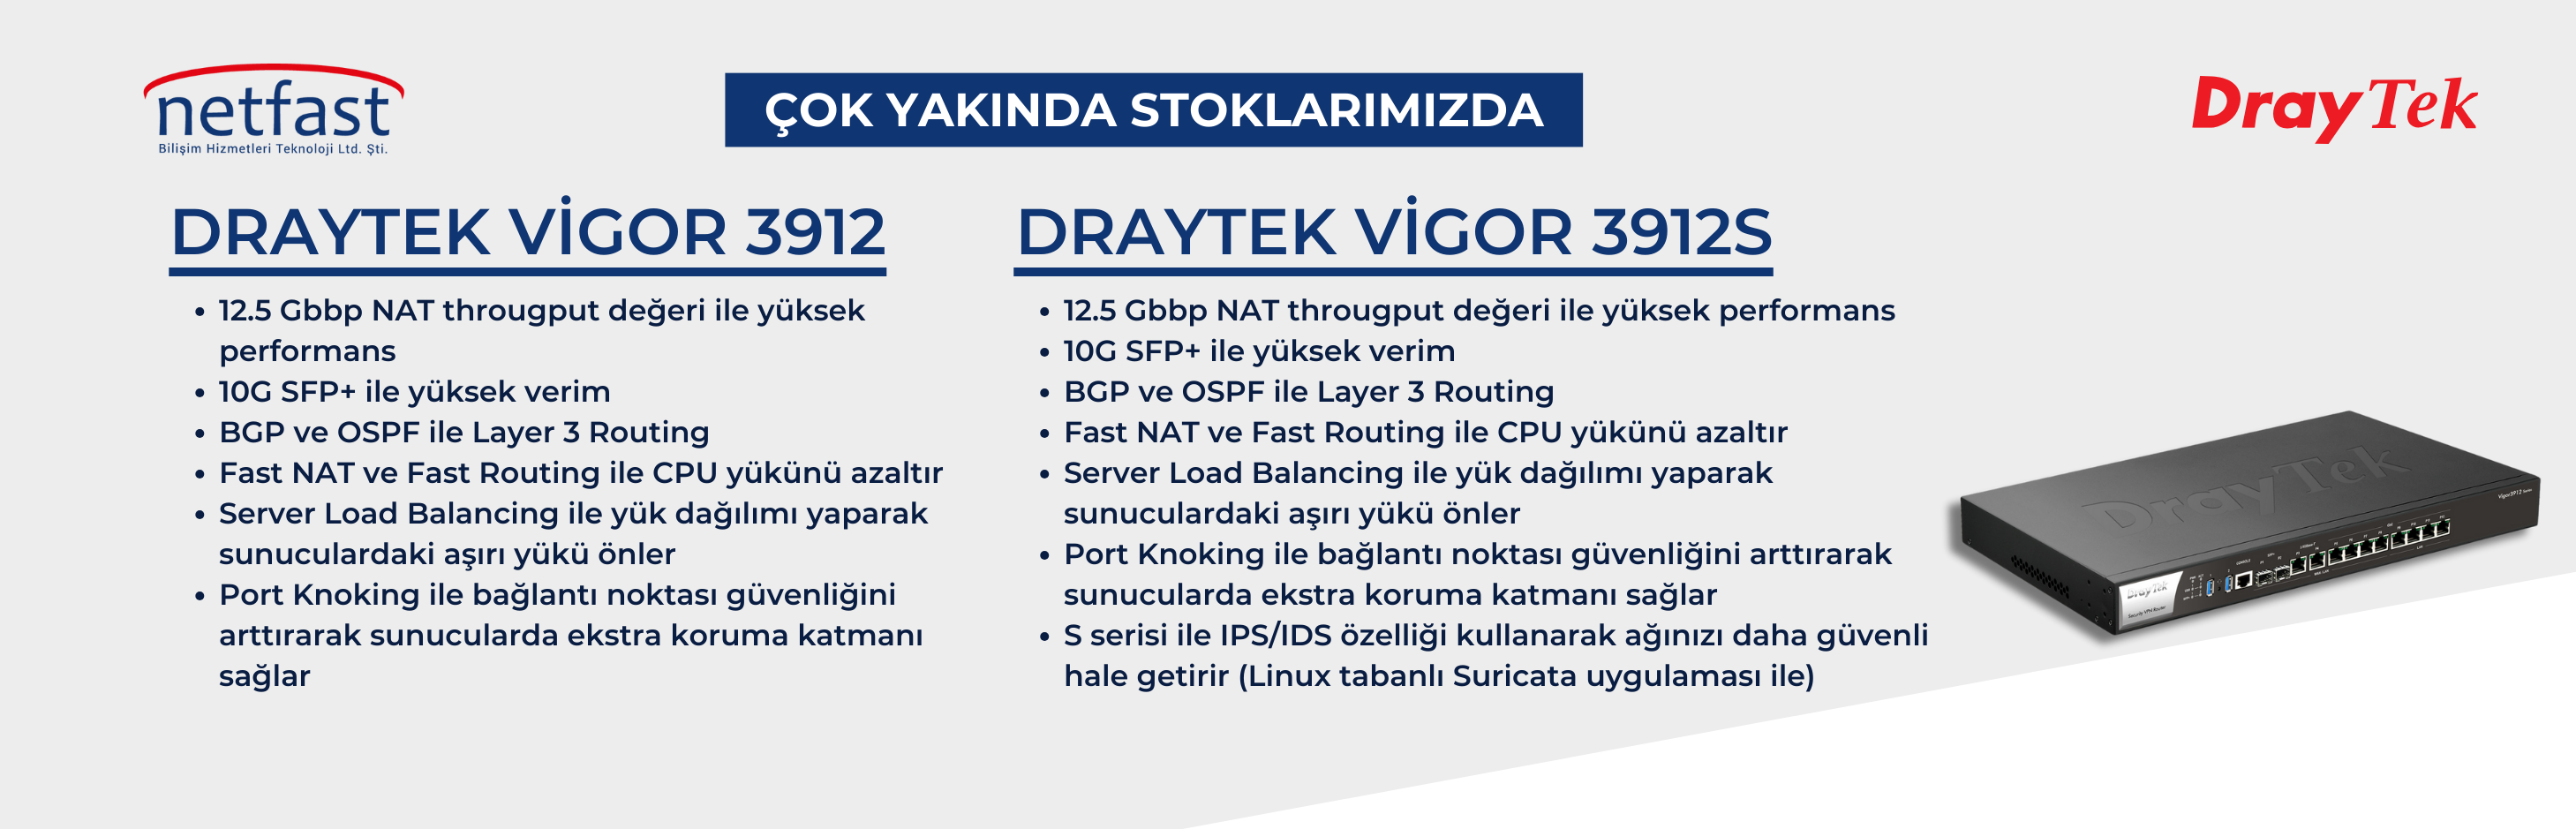 netfast
Bilişim Hizmetleri Teknoloji Ltd. Şti.
ÇOK YAKINDA STOKLARIMIZDA
DrayTek
DRAYTEK VİGOR 3912
• 12.5 Gbbp NAT througput değeri ile yüksek
performans
• 10G SFP+ ile yüksek verim
• BGP ve OSPF ile Layer 3 Routing
• Fast NAT ve Fast Routing ile CPU yükünü azaltır
• Server Load Balancing ile yük dağılımı yaparak
sunuculardaki aşırı yükü önler
• Port Knoking ile bağlantı noktası güvenliğini
arttırarak sunucularda ekstra koruma katmanı
sağlar
DRAYTEK VİGOR 3912S
• 12.5 Gbbp NAT througput değeri ile yüksek performans
• 10G SFP+ ile yüksek verim
• BGP ve OSPF ile Layer 3 Routing
• Fast NAT ve Fast Routing ile CPU yükünü azaltır
• Server Load Balancing ile yük dağılımı yaparak
sunuculardaki aşırı yükü önler
• Port Knoking ile bağlantı noktası güvenliğini arttırarak
sunucularda ekstra koruma katmanı sağlar
• S serisi ile IPS/IDS özelliği kullanarak ağınızı daha güvenli
hale getirir (Linux tabanlı Suricata uygulaması ile)
DrayTek
Vigor3912 Series
DrayTek
Security VPN Router